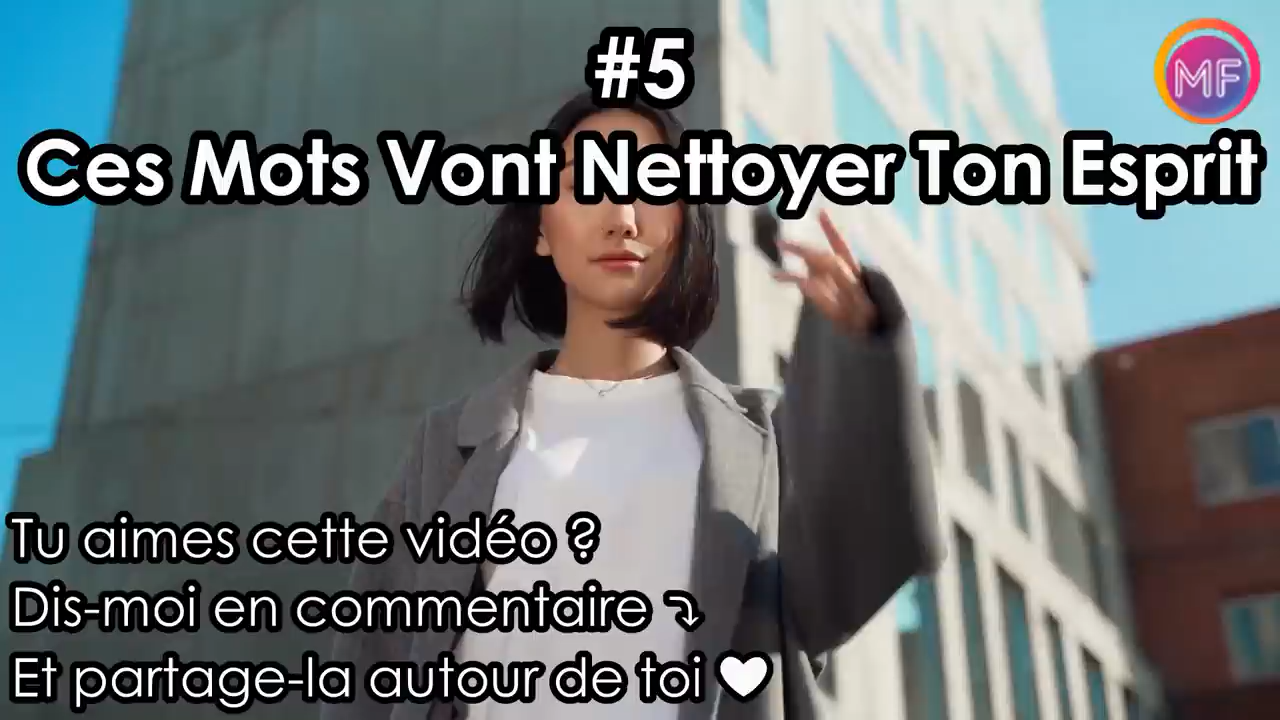 #5
MF
Ces Mots Vont Nettoyer Ton Esprit
Tu aimes cette vidéo ?
Dis-moi en commentaire ⤵
Et partage-la autour de toi ♥